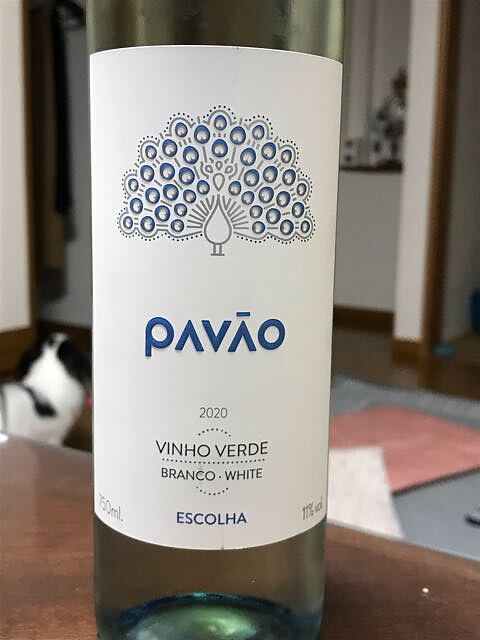 PAVÃO
2020
VINHO VERDE
BRANCO · WHITE
750ml.
11% vol.
ESCOLHA